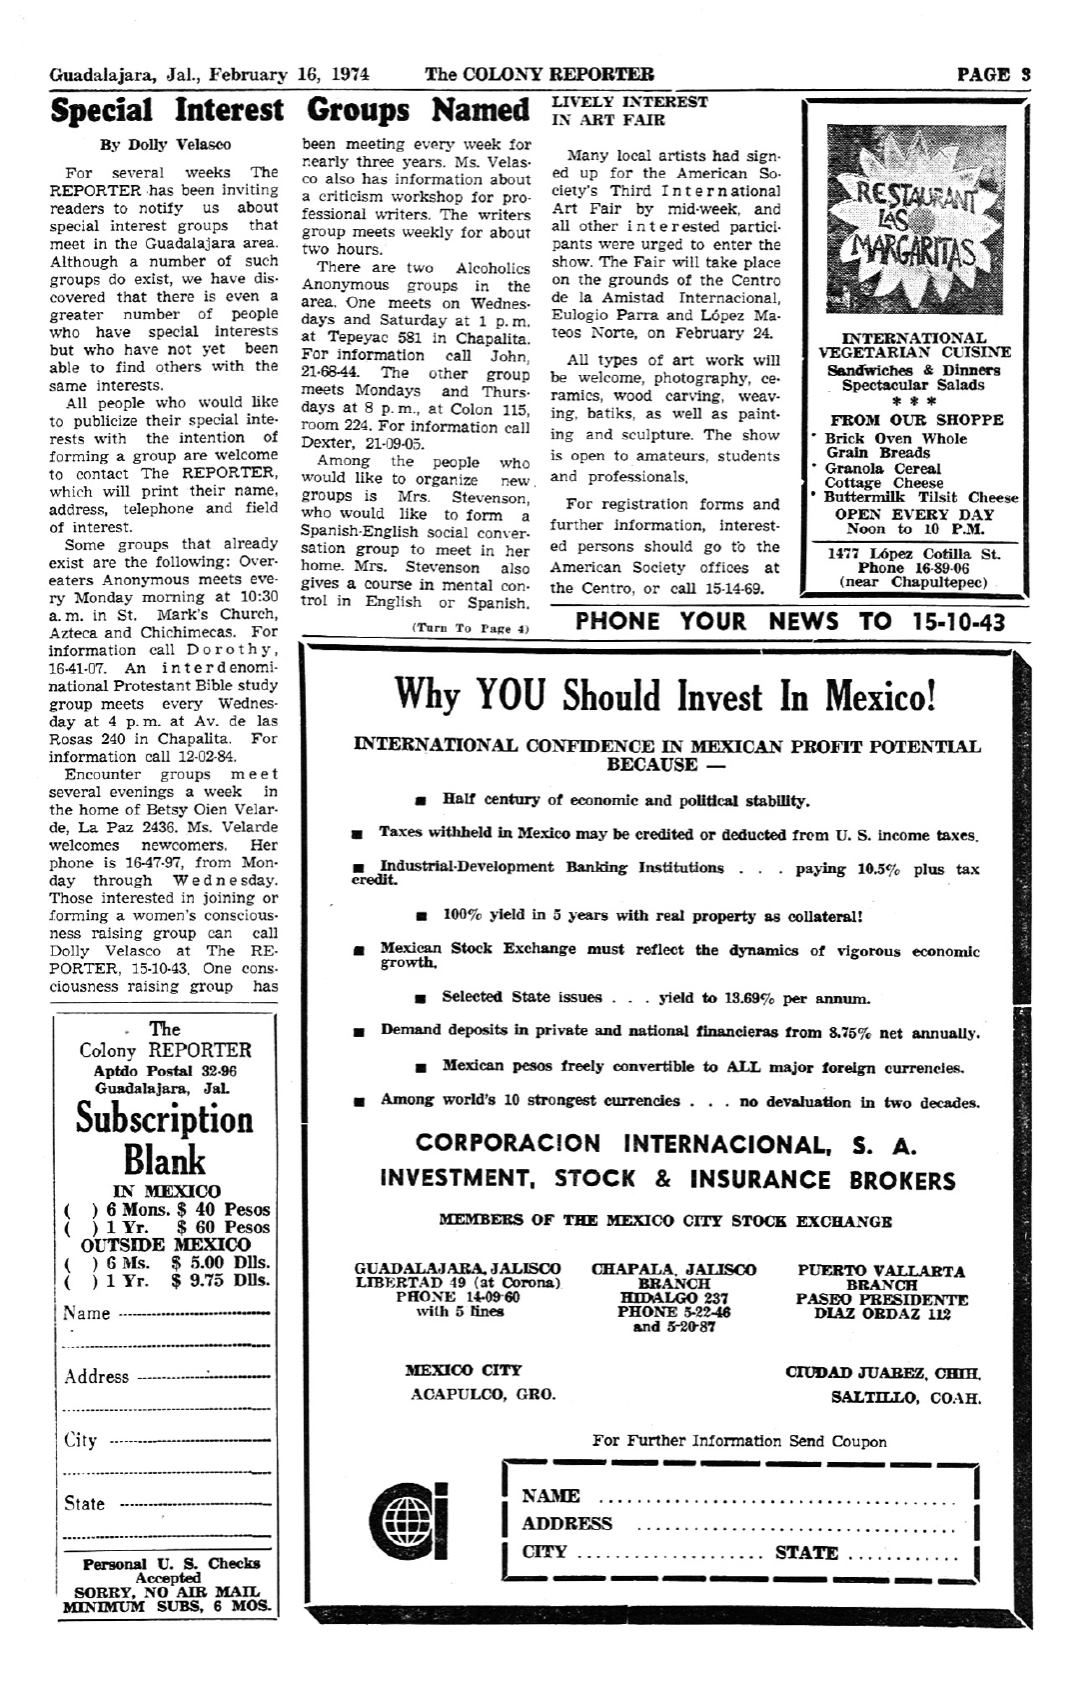 Guadalajara, Jal., February 16, 1974 The COLONY REPORTER PAGE 3
Special Interest Groups Named
By Dolly Velasco
For several weeks The
REPORTER has been inviting
readers to notify us about
special interest groups that
meet in the Guadalajara area.
Although a number of such
groups do exist, we have dis-
covered that there is even a
greater number of people
who have special interests
but who have not yet been
able to find others with the
same interests.
All people who would like
to publicize their special inte-
rests with the intention of
forming a group are welcome
to contact The REPORTER,
which will print their name,
address, telephone and field
of interest.
Some groups that already
exist are the following: Over-
eaters Anonymous meets eve-
ry Monday morning at 10:30
a. m. in St. Mark's Church,
Azteca and Chichimecas. For
information call Dorothy,
16-41-07. An interdenomi-
national Protestant Bible study
group meets every Wednes-
day at 4 p. m. at Av. de las
Rosas 240 in Chapalita. For
information call 12-02-84.
Encounter groups meet
several evenings a week in
the home of Betsy Oien Velar-
de, La Paz 2436. Ms. Velarde
welcomes newcomers. Her
phone is 16-47-97, from Mon-
day through Wednesday.
Those interested in joining or
forming a women's conscious-
ness raising group can call
Dolly Velasco at The RE-
PORTER, 15-10-43. One cons-
ciousness raising group has
been meeting every week for
nearly three years. Ms. Velas-
co also has information about
a criticism workshop for pro-
fessional writers. The writers
group meets weekly for about
two hours.
There are two Alcoholics
Anonymous groups in the
area. One meets on Wednes-
days and Saturday at 1 p. m.
at Tepeyac 581 in Chapalita.
For information call John,
21-68-44. The other group
meets Mondays and Thurs-
days at 8 p. m., at Colon 115,
room 224. For information call
Dexter, 21-09-05.
Among the people who
would like to organize new
groups is Mrs. Stevenson,
who would like to form a
Spanish-English social conver-
sation group to meet in her
home. Mrs. Stevenson also
gives a course in mental con-
trol in English or Spanish.
(Turn To Page 4)
LIVELY INTEREST
IN ART FAIR
Many local artists had sign-
ed up for the American So-
ciety's Third International
Art Fair by mid-week, and
all other interested partici-
pants were urged to enter the
show. The Fair will take place
on the grounds of the Centro
de la Amistad Internacional,
Eulogio Parra and López Ma-
teos Norte, on February 24.
All types of art work will
be welcome, photography, ce-
ramics, wood carving, weav-
ing, batiks, as well as paint-
ing and sculpture. The show
is open to amateurs, students
and professionals.
For registration forms and
further information, interest-
ed persons should go to the
American Society offices at
the Centro, or call 15-14-69.
RESTAURANT
LAS
MARGARITAS
INTERNATIONAL
VEGETARIAN CUISINE
Sandwiches & Dinners
Spectacular Salads
* * *
FROM OUR SHOPPE
* Brick Oven Whole
Grain Breads
* Granola Cereal
Cottage Cheese
* Buttermilk Tilsit Cheese
OPEN EVERY DAY
Noon to 10 P.M.
1477 López Cotilla St.
Phone 16-89-06
(near Chapultepec)
PHONE YOUR NEWS TO 15-10-43
The
Colony REPORTER
Aptdo Postal 32-96
Guadalajara, Jal.
Subscription
Blank
IN MEXICO
( ) 6 Mons. $ 40 Pesos
( ) 1 Yr. $ 60 Pesos
OUTSIDE MEXICO
( ) 6 Ms. $ 5.00 Dlls.
( ) 1 Yr. $ 9.75 Dlls.
Name
Address
City
State
Personal U. S. Checks
Accepted
SORRY, NO AIR MAIL
MINIMUM SUBS, 6 MOS.
Why YOU Should Invest In Mexico!
INTERNATIONAL CONFIDENCE IN MEXICAN PROFIT POTENTIAL
BECAUSE —
■ Half century of economic and political stability.
■ Taxes withheld in Mexico may be credited or deducted from U. S. income taxes.
■ Industrial-Development Banking Institutions . . . paying 10.5% plus tax
credit.
■ 100% yield in 5 years with real property as collateral!
■ Mexican Stock Exchange must reflect the dynamics of vigorous economic
growth.
■ Selected State issues . . . yield to 13.69% per annum.
■ Demand deposits in private and national financieras from 8.75% net annually.
■ Mexican pesos freely convertible to ALL major foreign currencies.
■ Among world's 10 strongest currencies . . . no devaluation in two decades.
CORPORACION INTERNACIONAL, S. A.
INVESTMENT, STOCK & INSURANCE BROKERS
MEMBERS OF THE MEXICO CITY STOCK EXCHANGE
GUADALAJARA, JALISCO
LIBERTAD 49 (at Corona)
PHONE 14-09-60
with 5 lines
CHAPALA, JALISCO
BRANCH
HIDALGO 237
PHONE 5-22-46
and 5-20-87
PUERTO VALLARTA
BRANCH
PASEO PRESIDENTE
DIAZ ORDAZ 112
MEXICO CITY
ACAPULCO, GRO.
CIUDAD JUAREZ, CHIH.
SALTILLO, COAH.
For Further Information Send Coupon
NAME
ADDRESS
CITY STATE